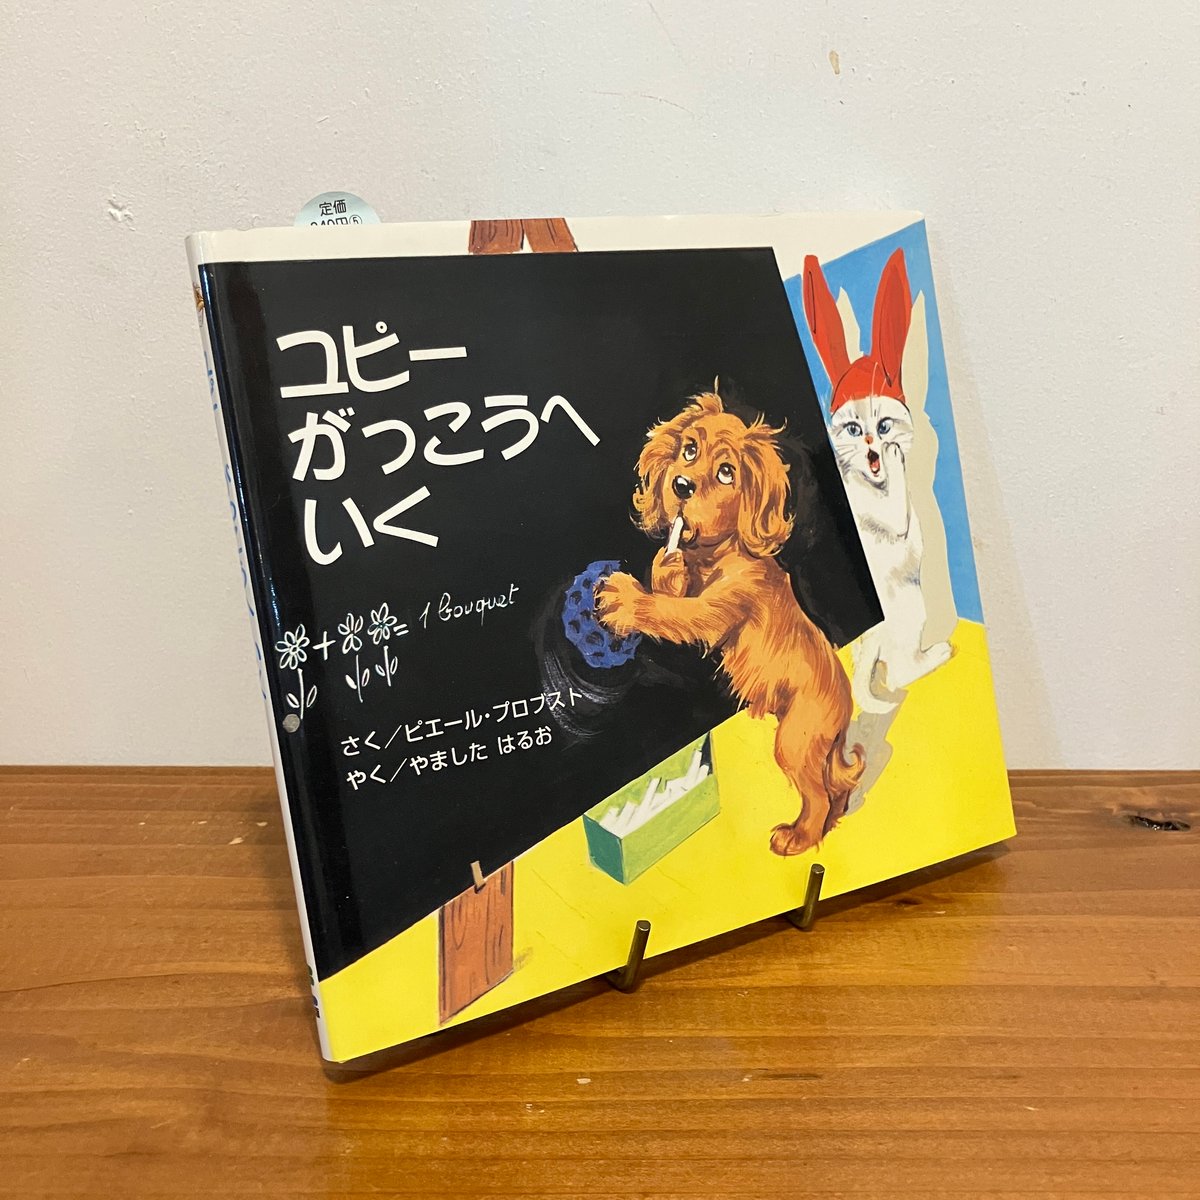 定価
ユピー
がっこうへ
いく
+ = 1 bouquet
さく／ピエール・プロブスト
やく／やました はるお